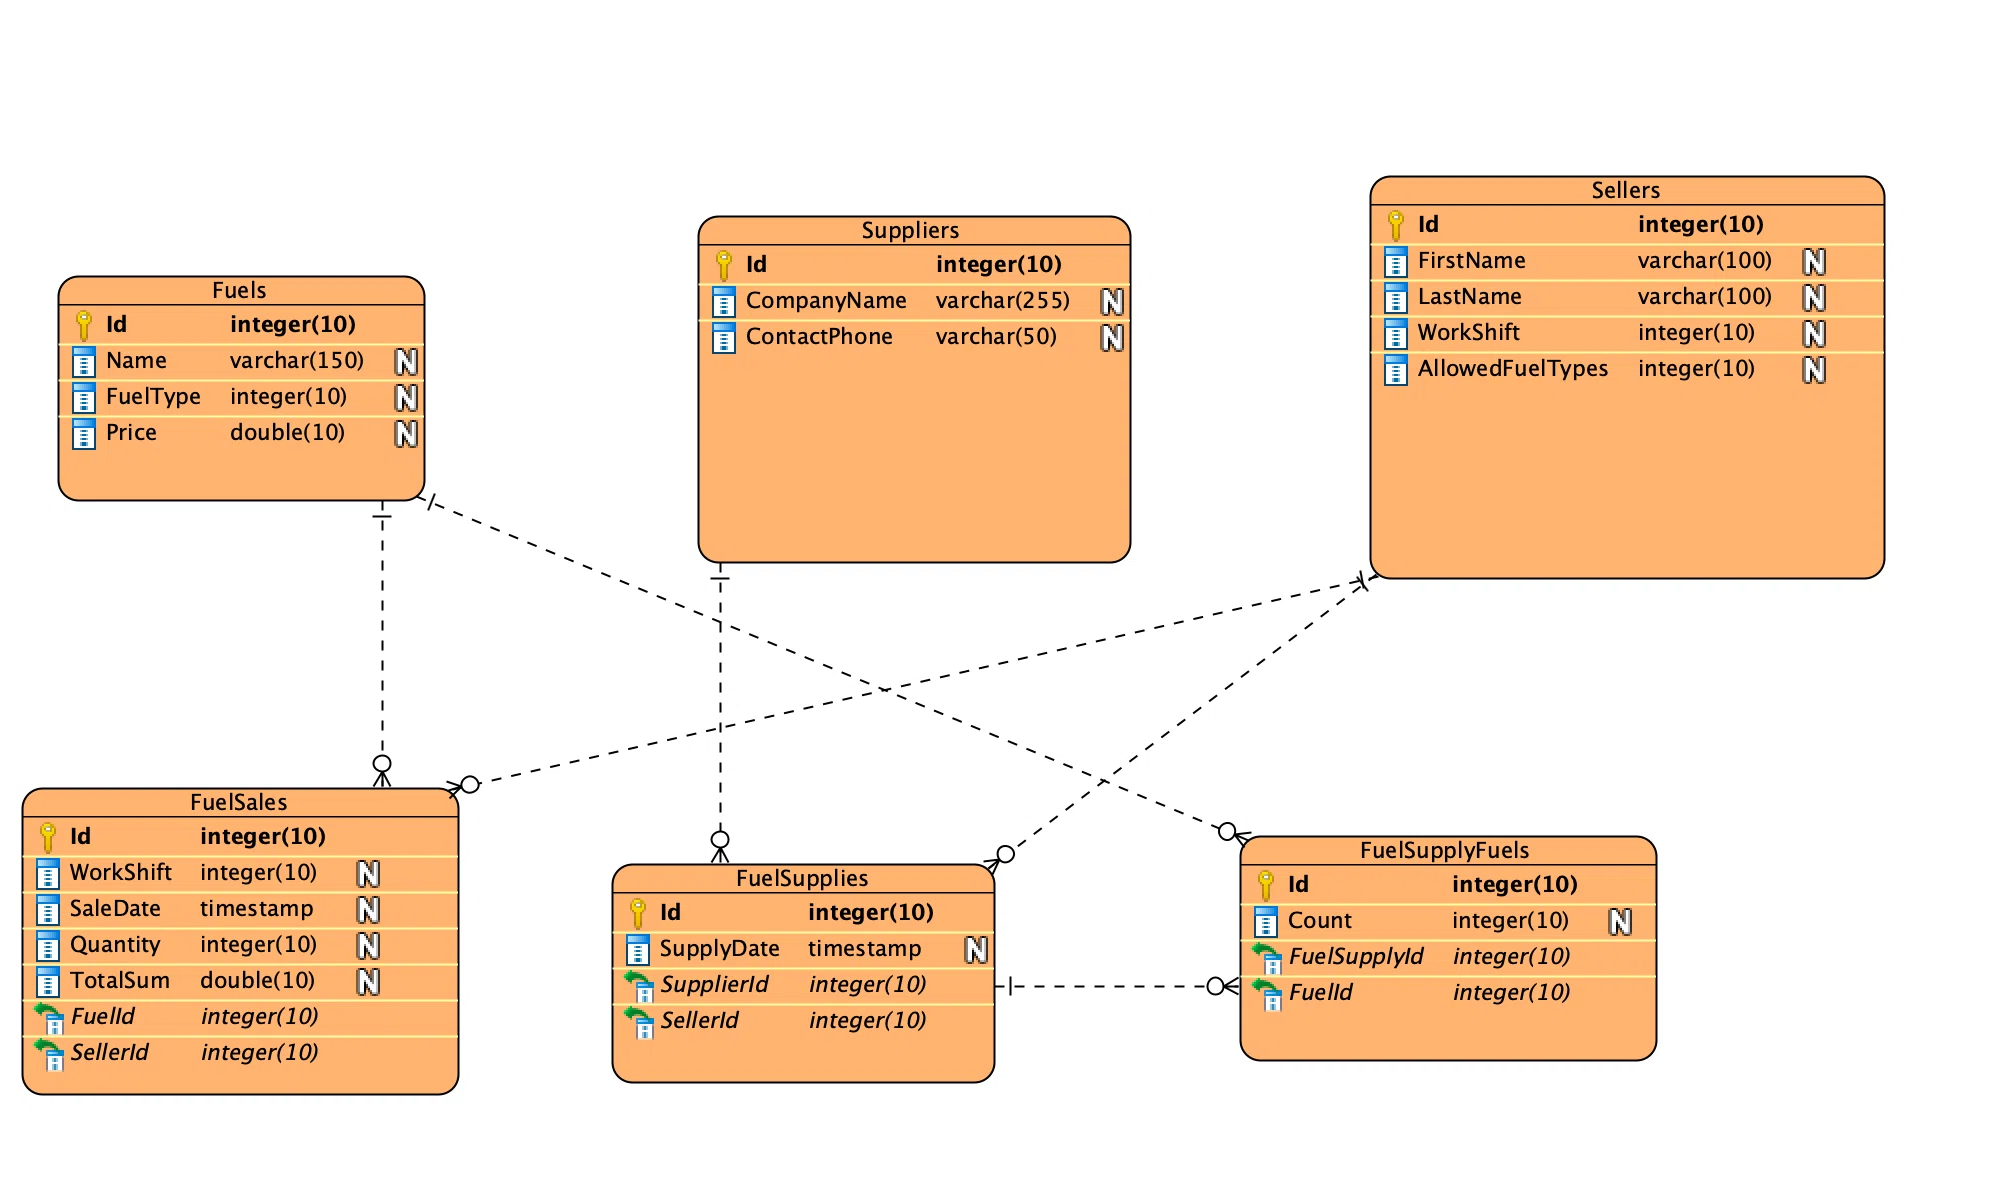 Fuels
Id integer(10)
Name varchar(150) N
FuelType integer(10) N
Price double(10) N
Suppliers
Id integer(10)
CompanyName varchar(255) N
ContactPhone varchar(50) N
Sellers
Id integer(10)
FirstName varchar(100) N
LastName varchar(100) N
WorkShift integer(10) N
AllowedFuelTypes integer(10) N
FuelSales
Id integer(10)
WorkShift integer(10) N
SaleDate timestamp N
Quantity integer(10) N
TotalSum double(10) N
FuelId integer(10)
SellerId integer(10)
FuelSupplies
Id integer(10)
SupplyDate timestamp N
SupplierId integer(10)
SellerId integer(10)
FuelSupplyFuels
Id integer(10)
Count integer(10) N
FuelSupplyId integer(10)
FuelId integer(10)